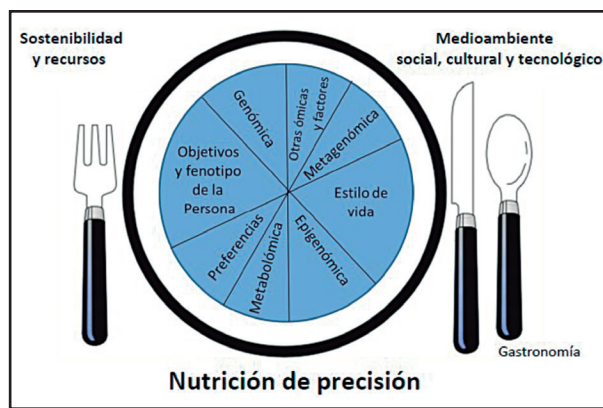 Sostenibilidad
y recursos
Medioambiente
social, cultural y tecnológico
Genómica
Otras ómicas
y factores
Metagenómica
Objetivos
y fenotipo
de la
Persona
Estilo de
vida
Preferencias
Metabolómica
Epigenómica
Gastronomía
Nutrición de precisión